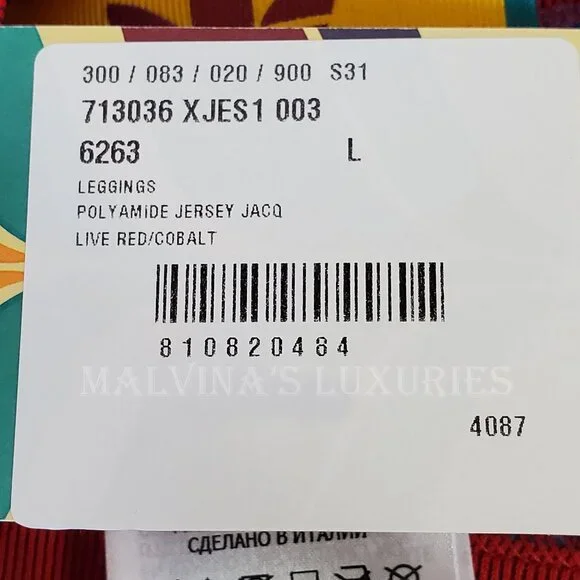 300 / 083 / 020 / 900 S31
713036 XJES1 003
6263 L
LEGGINGS
POLYAMIDE JERSEY JACQ
LIVE RED/COBALT
810820484
MALVINA'S LUXURIES
4087
СДЕЛАНО В ИТАЛИИ